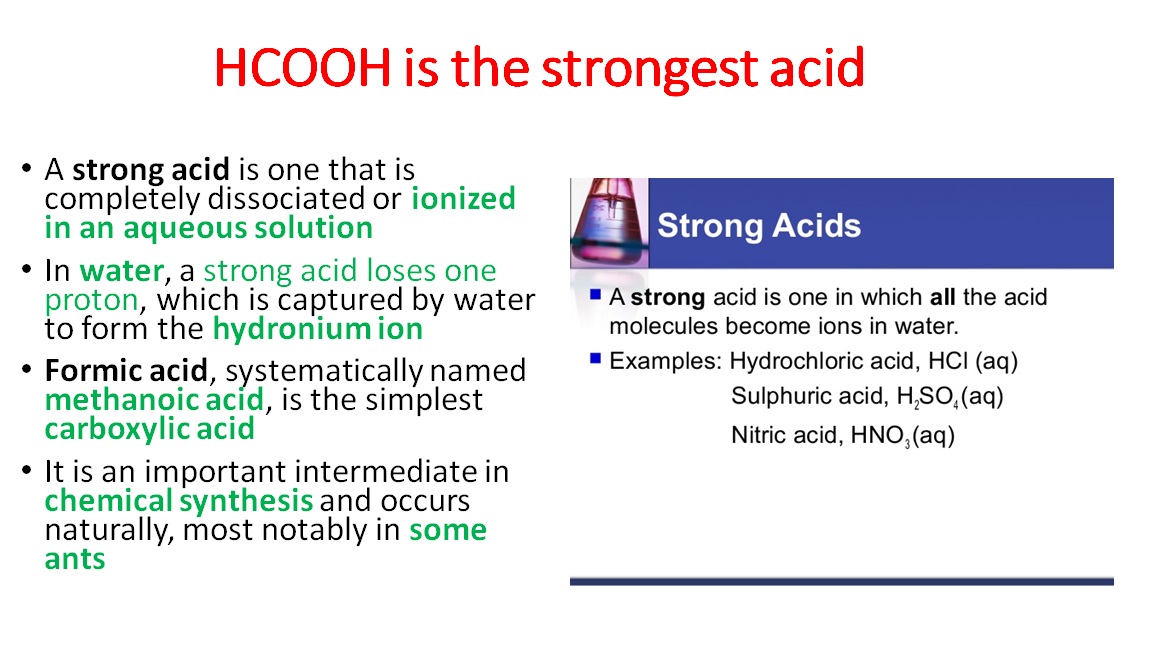 HCOOH is the strongest acid
• A strong acid is one that is
completely dissociated or ionized
in an aqueous solution
• In water, a strong acid loses one
proton, which is captured by water
to form the hydronium ion
• Formic acid, systematically named
methanoic acid, is the simplest
carboxylic acid
• It is an important intermediate in
chemical synthesis and occurs
naturally, most notably in some
ants
Strong Acids
■ A strong acid is one in which all the acid
molecules become ions in water.
■ Examples: Hydrochloric acid, HCl (aq)
Sulphuric acid, H₂SO₄(aq)
Nitric acid, HNO₃(aq)